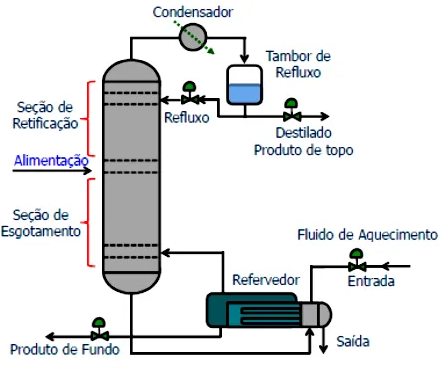 Condensador
Tambor de
Refluxo
Seção de
Retificação
Refluxo
Destilado
Produto de topo
Alimentação
Seção de
Esgotamento
Fluido de Aquecimento
Refervedor
Entrada
Produto de Fundo
Saída